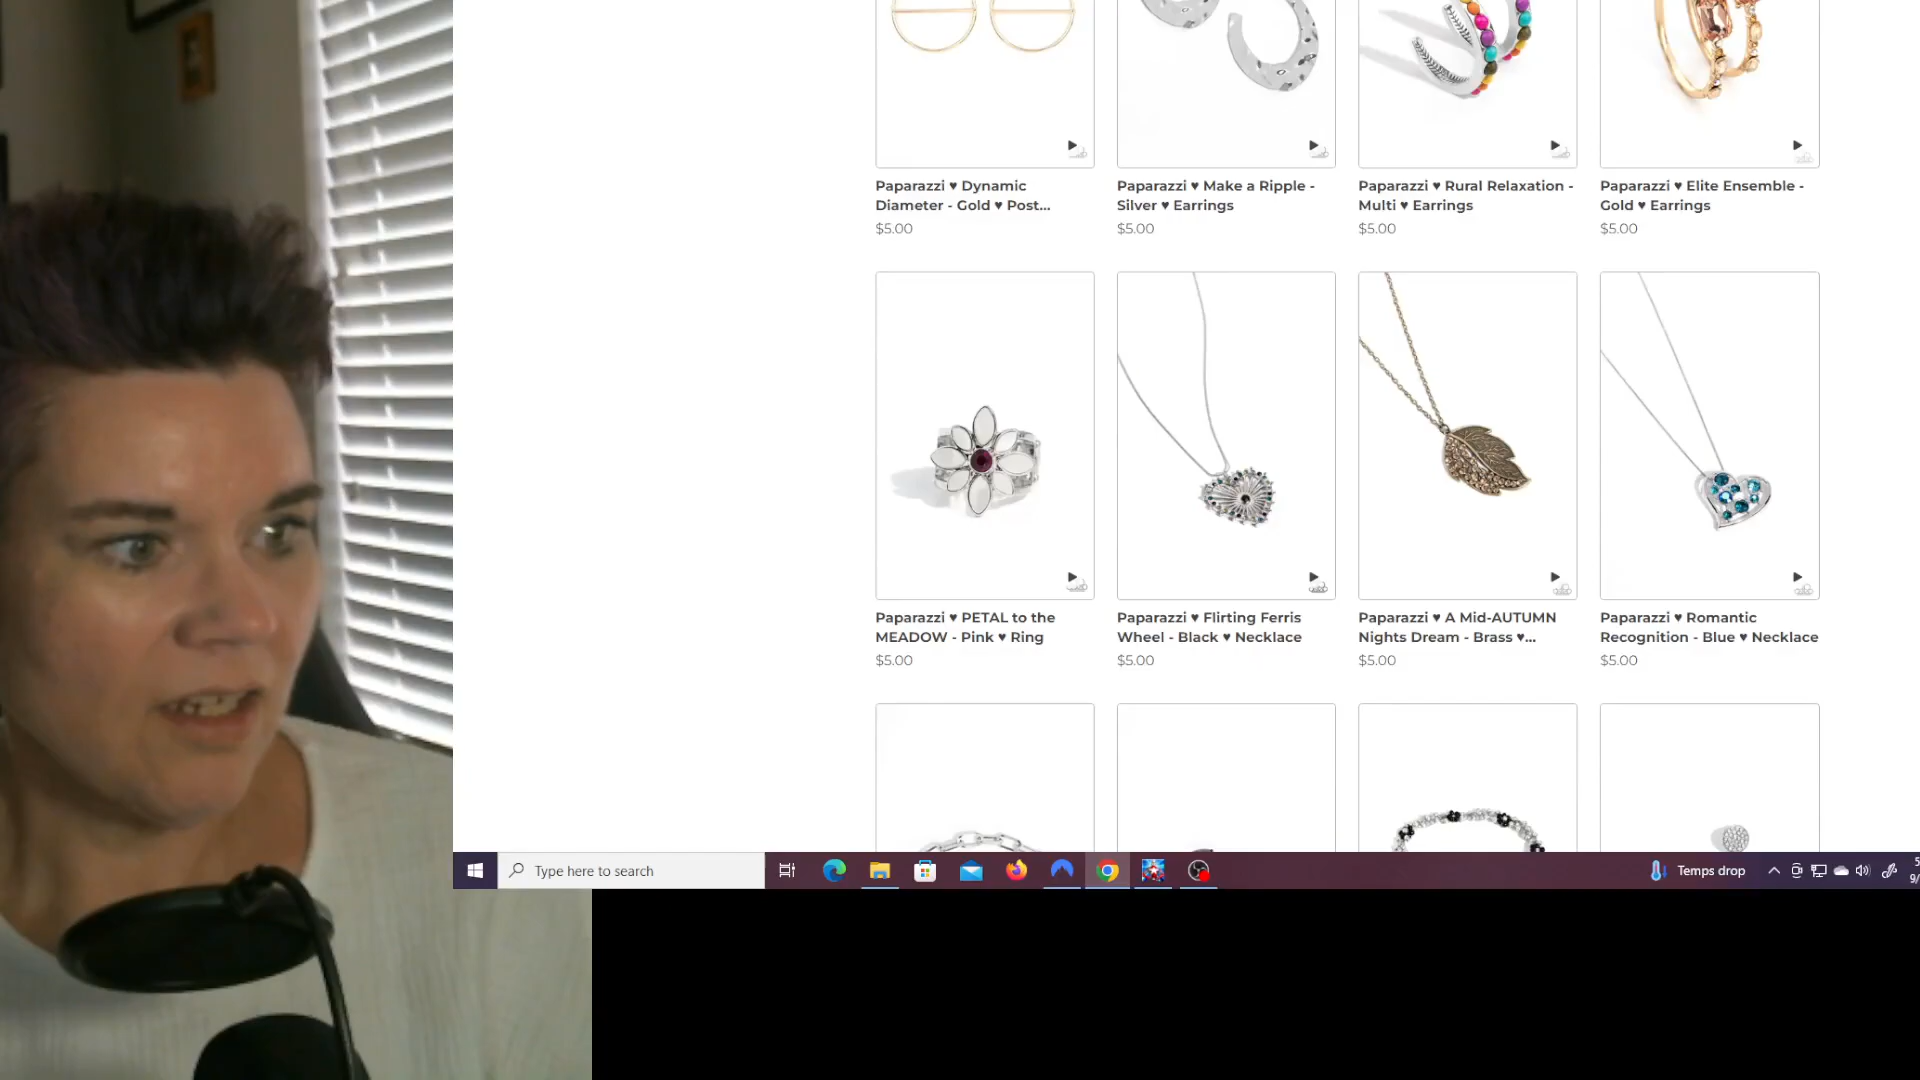 Paparazzi ♥ Dynamic
Diameter - Gold ♥ Post...
$5.00
Paparazzi ♥ Make a Ripple -
Silver ♥ Earrings
$5.00
Paparazzi ♥ Rural Relaxation -
Multi ♥ Earrings
$5.00
Paparazzi ♥ Elite Ensemble -
Gold ♥ Earrings
$5.00
Paparazzi ♥ PETAL to the
MEADOW - Pink ♥ Ring
$5.00
Paparazzi ♥ Flirting Ferris
Wheel - Black ♥ Necklace
$5.00
Paparazzi ♥ A Mid-AUTUMN
Nights Dream - Brass ♥...
$5.00
Paparazzi ♥ Romantic
Recognition - Blue ♥ Necklace
$5.00
Type here to search
Temps drop
5
9/